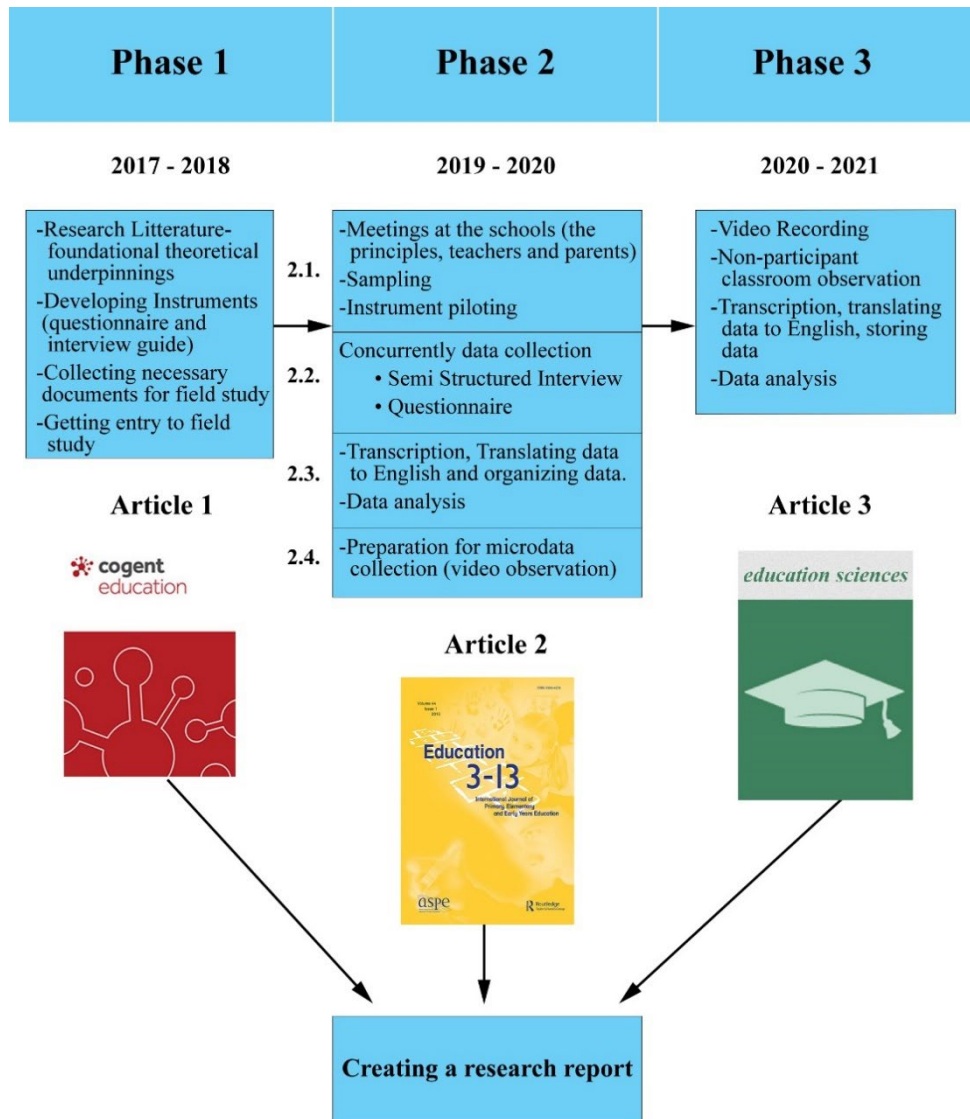 Phase 1
Phase 2
Phase 3
2017 - 2018
2019 - 2020
2020 - 2021
-Research Litterature-
foundational theoretical
underpinnings
-Developing Instruments
(questionnaire and
interview guide)
-Collecting necessary
documents for field study
-Getting entry to field
study
2.1.
-Meetings at the schools (the
principles, teachers and parents)
-Sampling
-Instrument piloting
2.2.
Concurrently data collection
• Semi Structured Interview
• Questionnaire
2.3.
-Transcription, Translating data
to English and organizing data.
-Data analysis
2.4.
-Preparation for microdata
collection (video observation)
-Video Recording
-Non-participant
classroom observation
-Transcription, translating
data to English, storing
data
-Data analysis
Article 1
cogent
education
Article 2
Education
3-13
International Journal of
Primary, Elementary
and Early Years Education
aspe
Routledge
Article 3
education sciences
Creating a research report